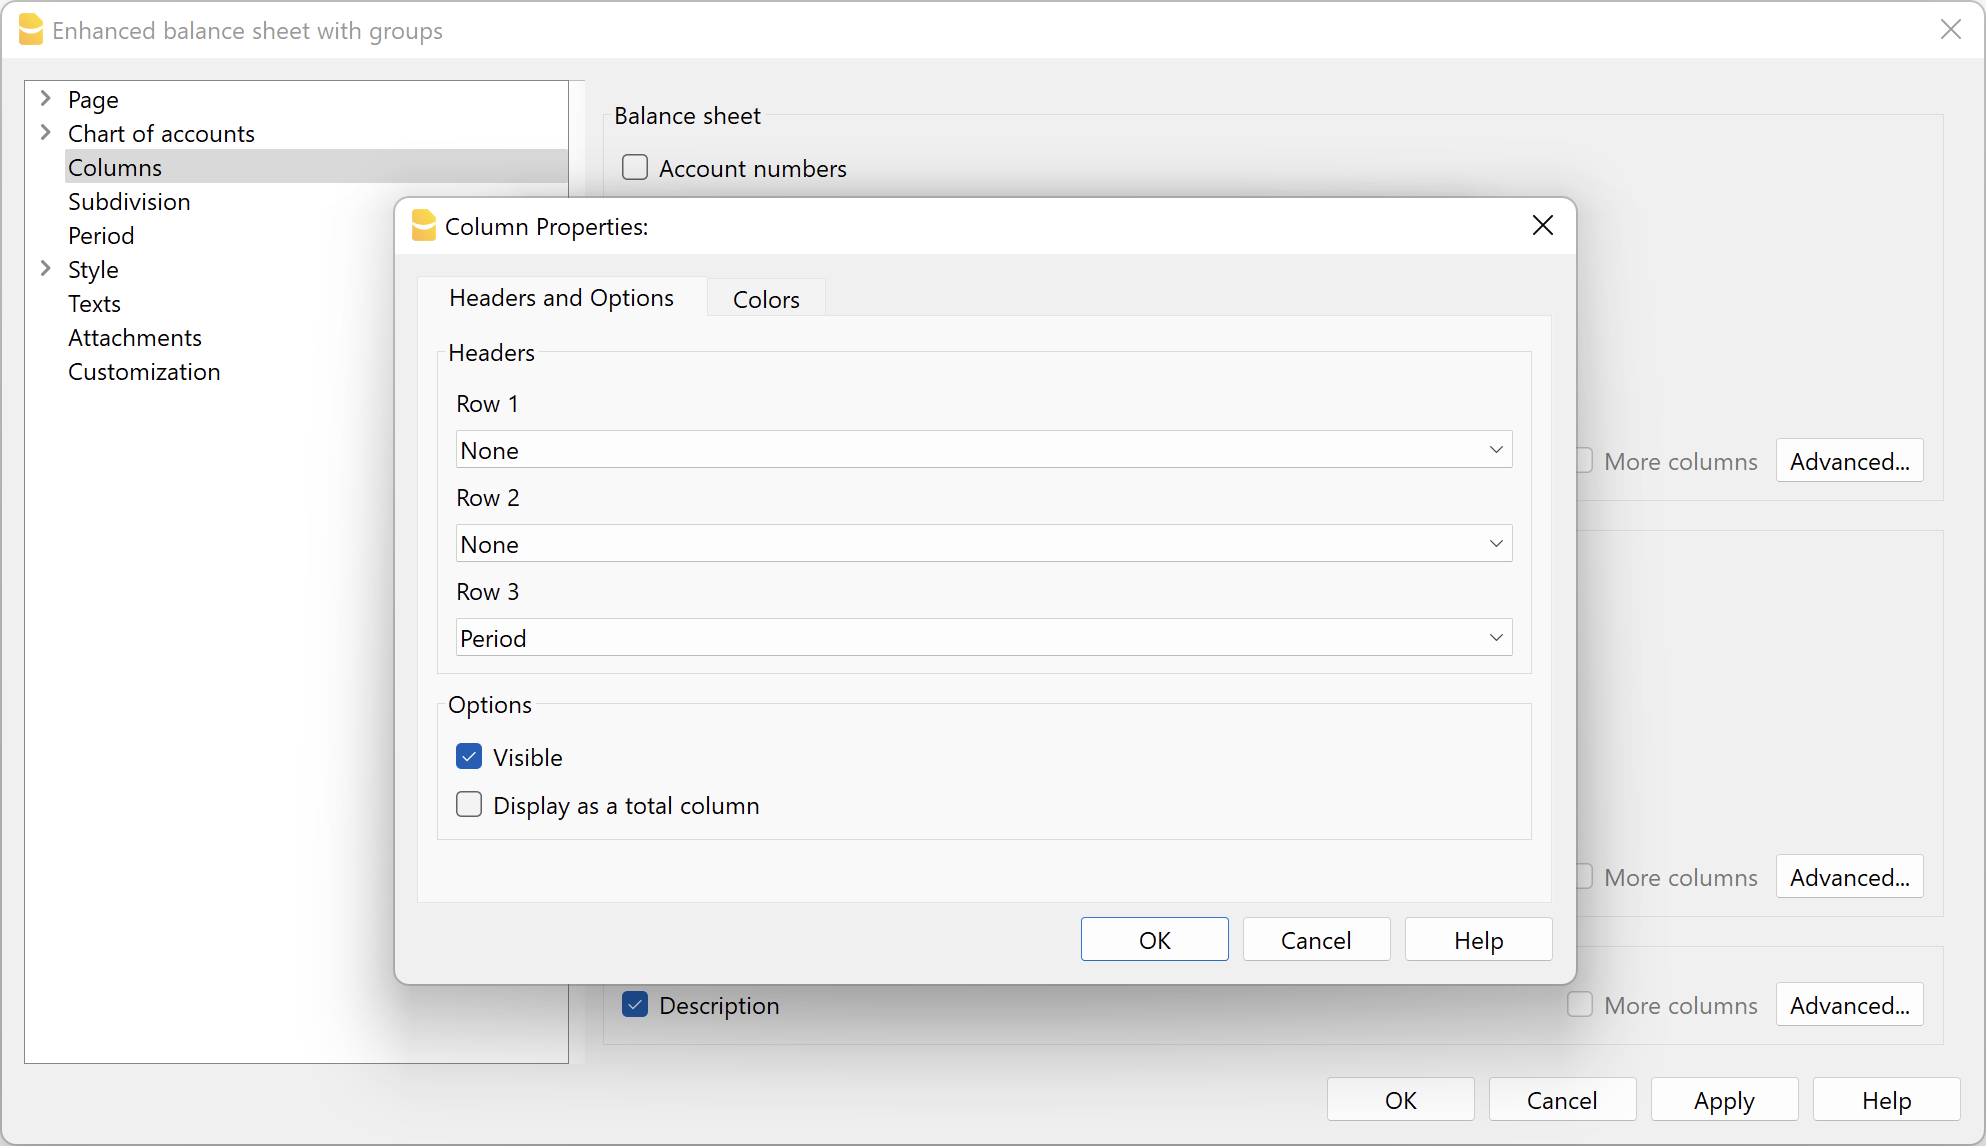 Enhanced balance sheet with groups
Page
Chart of accounts
Columns
Subdivision
Period
Style
Texts
Attachments
Customization
Balance sheet
Account numbers
Column Properties:
Headers and Options
Colors
Headers
Row 1
None
Row 2
None
Row 3
Period
Options
Visible
Display as a total column
OK
Cancel
Help
More columns
Advanced...
More columns
Advanced...
Description
More columns
Advanced...
OK
Cancel
Apply
Help